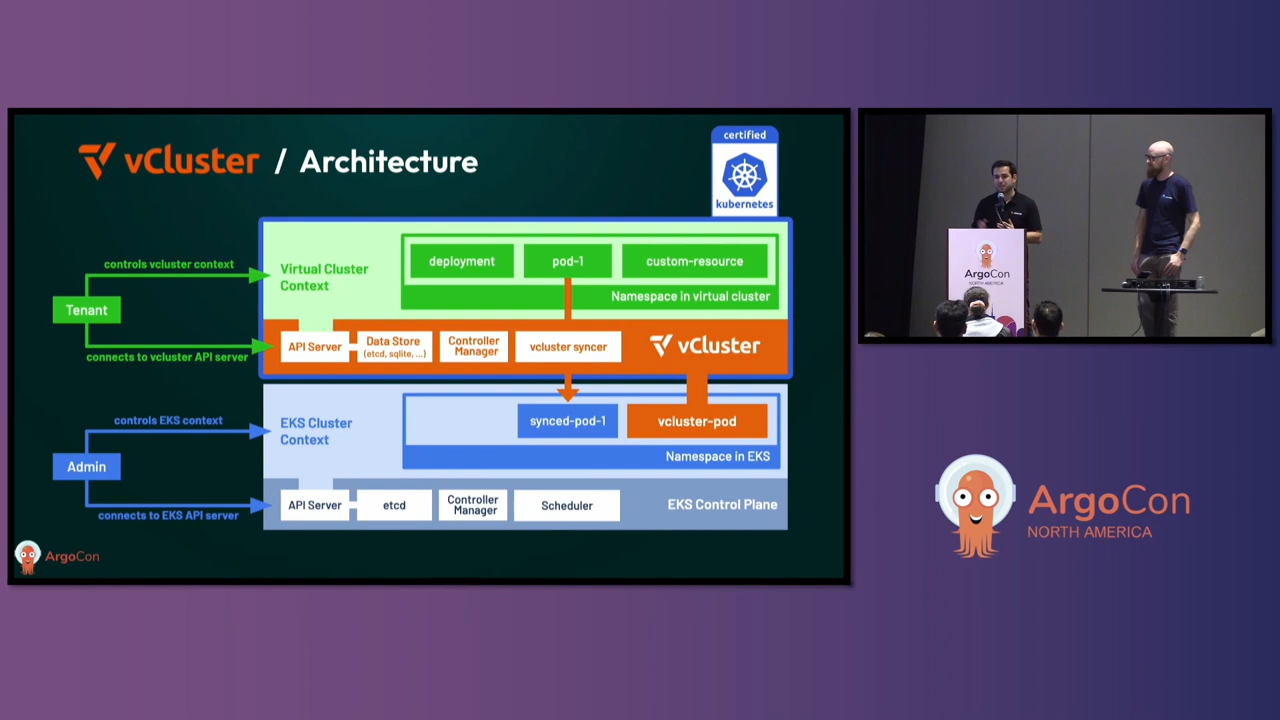 vCluster / Architecture
certified
kubernetes
controls vcluster context
Tenant
connects to vcluster API server
Virtual Cluster
Context
deployment
pod-1
custom-resource
Namespace in virtual cluster
API Server
Data Store
(etcd, sqlite, ...)
Controller
Manager
vcluster syncer
vCluster
controls EKS context
Admin
connects to EKS API server
EKS Cluster
Context
synced-pod-1
vcluster-pod
Namespace in EKS
API Server
etcd
Controller
Manager
Scheduler
EKS Control Plane
ArgoCon
ArgoCon
NORTH AMERICA
ArgoCon
NORTH AMERICA